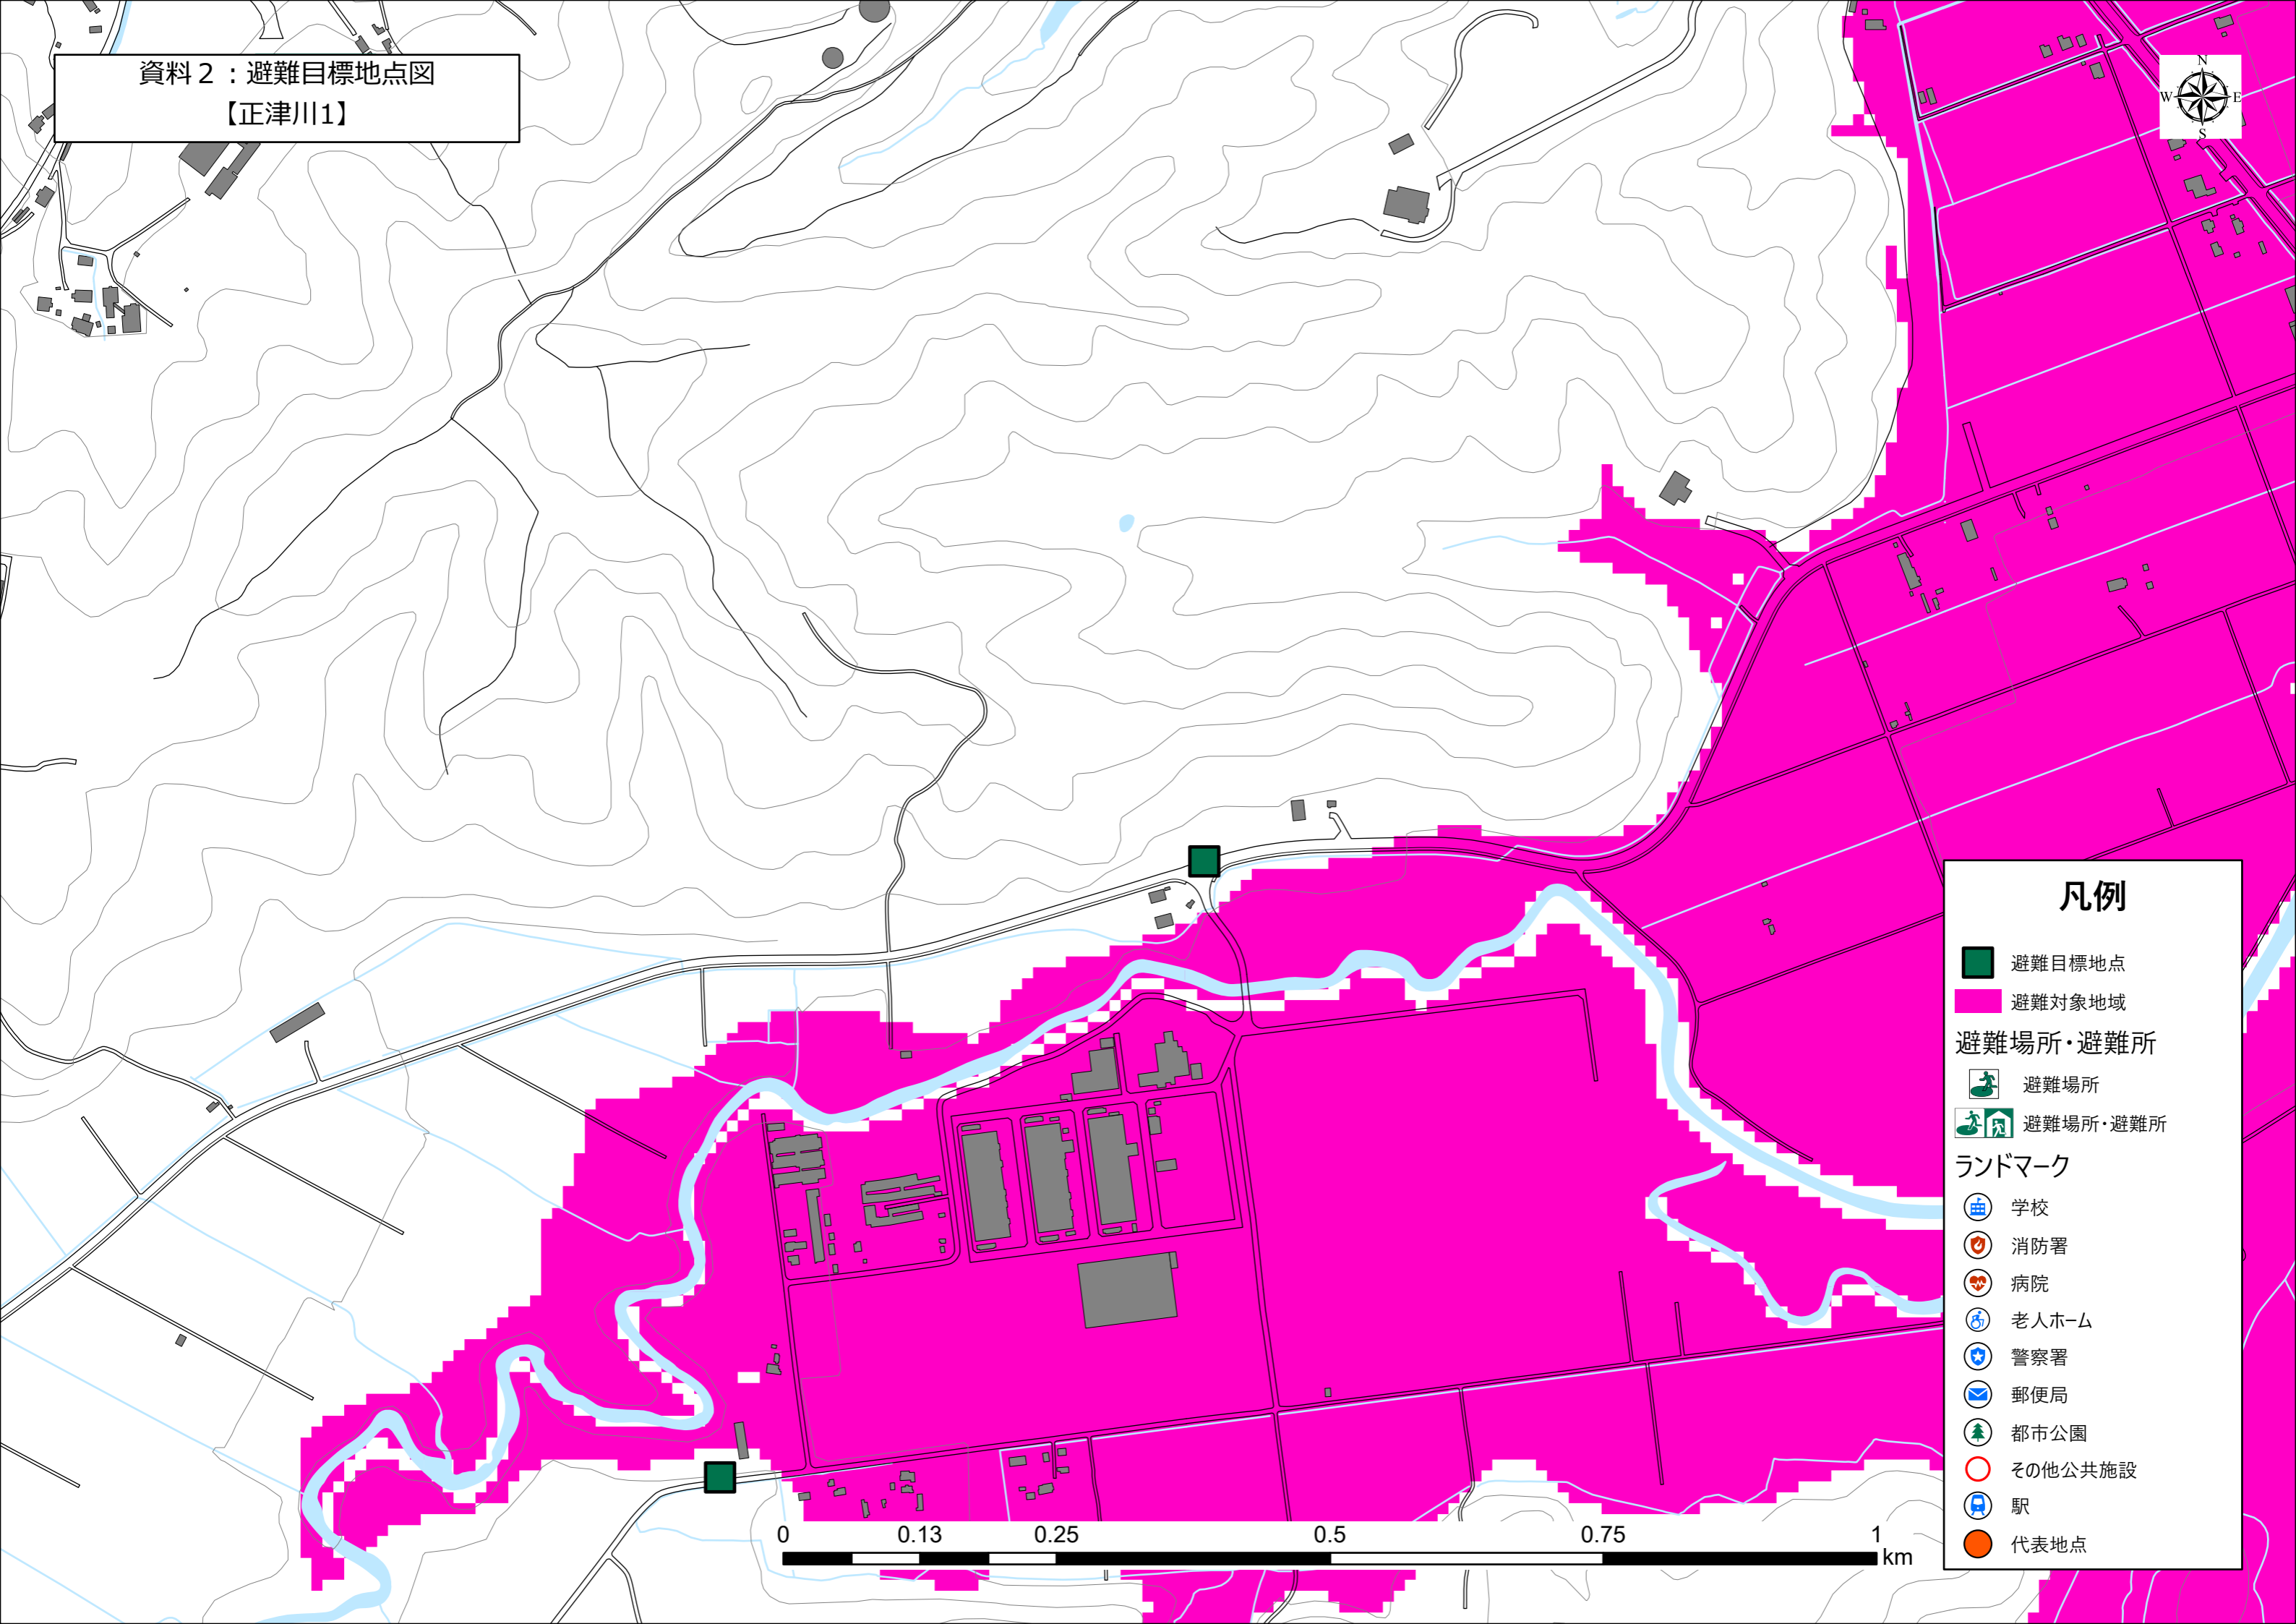 資料２：避難目標地点図
【正津川1】
N
W
E
S
凡例
避難目標地点
避難対象地域
避難場所・避難所
避難場所
避難場所・避難所
ランドマーク
学校
消防署
病院
老人ホーム
警察署
郵便局
都市公園
その他公共施設
駅
代表地点
0 0.13 0.25 0.5 0.75 1
km